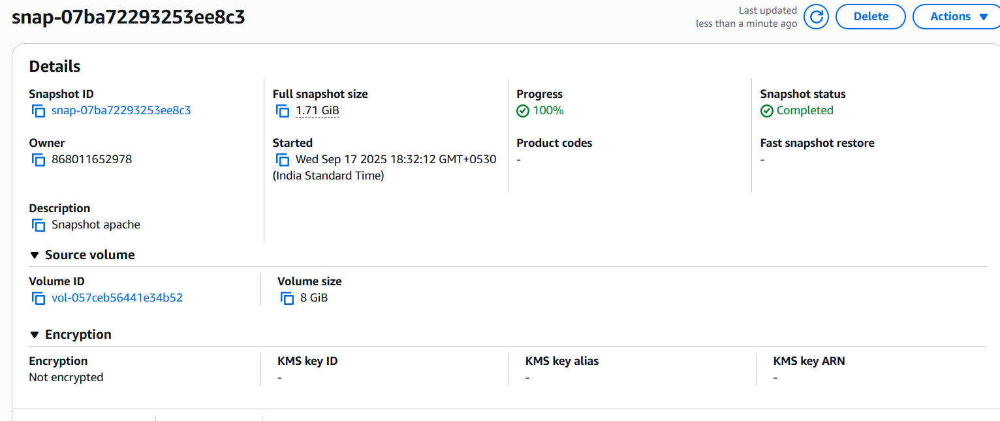 snap-07ba72293253ee8c3
Last updated
less than a minute ago
Delete
Actions
Details
Snapshot ID
snap-07ba72293253ee8c3
Full snapshot size
1.71 GiB
Progress
100%
Snapshot status
Completed
Owner
868011652978
Started
Wed Sep 17 2025 18:32:12 GMT+0530
(India Standard Time)
Product codes
-
Fast snapshot restore
-
Description
Snapshot apache
Source volume
Volume ID
vol-057ceb56441e34b52
Volume size
8 GiB
Encryption
Encryption
Not encrypted
KMS key ID
-
KMS key alias
-
KMS key ARN
-